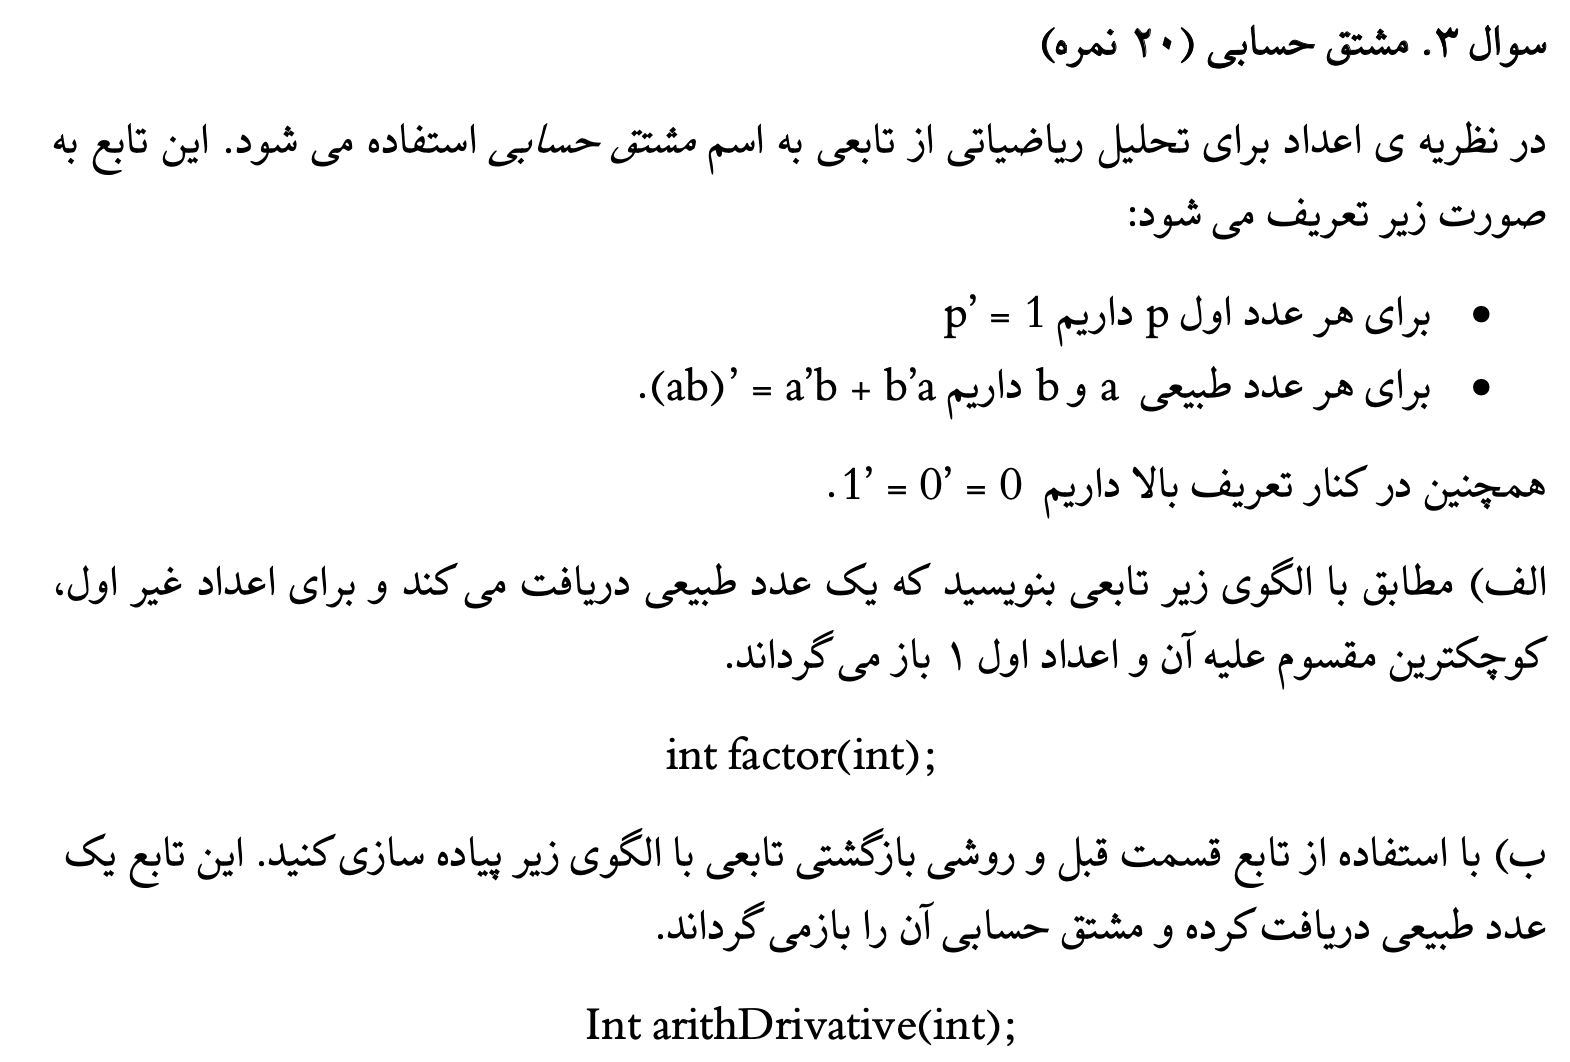 سوال ۳. مشتق حسابی (۲۰ نمره)
در نظریه ی اعداد برای تحلیل ریاضیاتی از تابعی به اسم مشتق حسابی استفاده می شود. این تابع به
صورت زیر تعریف می شود:
• برای هر عدد اول p داریم p’ = 1
• برای هر عدد طبیعی a و b داریم (ab)’ = a’b + b’a.
همچنین در کنار تعریف بالا داریم 1’ = 0’ = 0.
الف) مطابق با الگوی زیر تابعی بنویسید که یک عدد طبیعی دریافت می کند و برای اعداد غیر اول،
کوچکترین مقسوم علیه آن و اعداد اول ۱ باز می گرداند.
int factor(int);
ب) با استفاده از تابع قسمت قبل و روشی بازگشتی تابعی با الگوی زیر پیاده سازی کنید. این تابع یک
عدد طبیعی دریافت کرده و مشتق حسابی آن را بازمی گرداند.
Int arithDrivative(int);